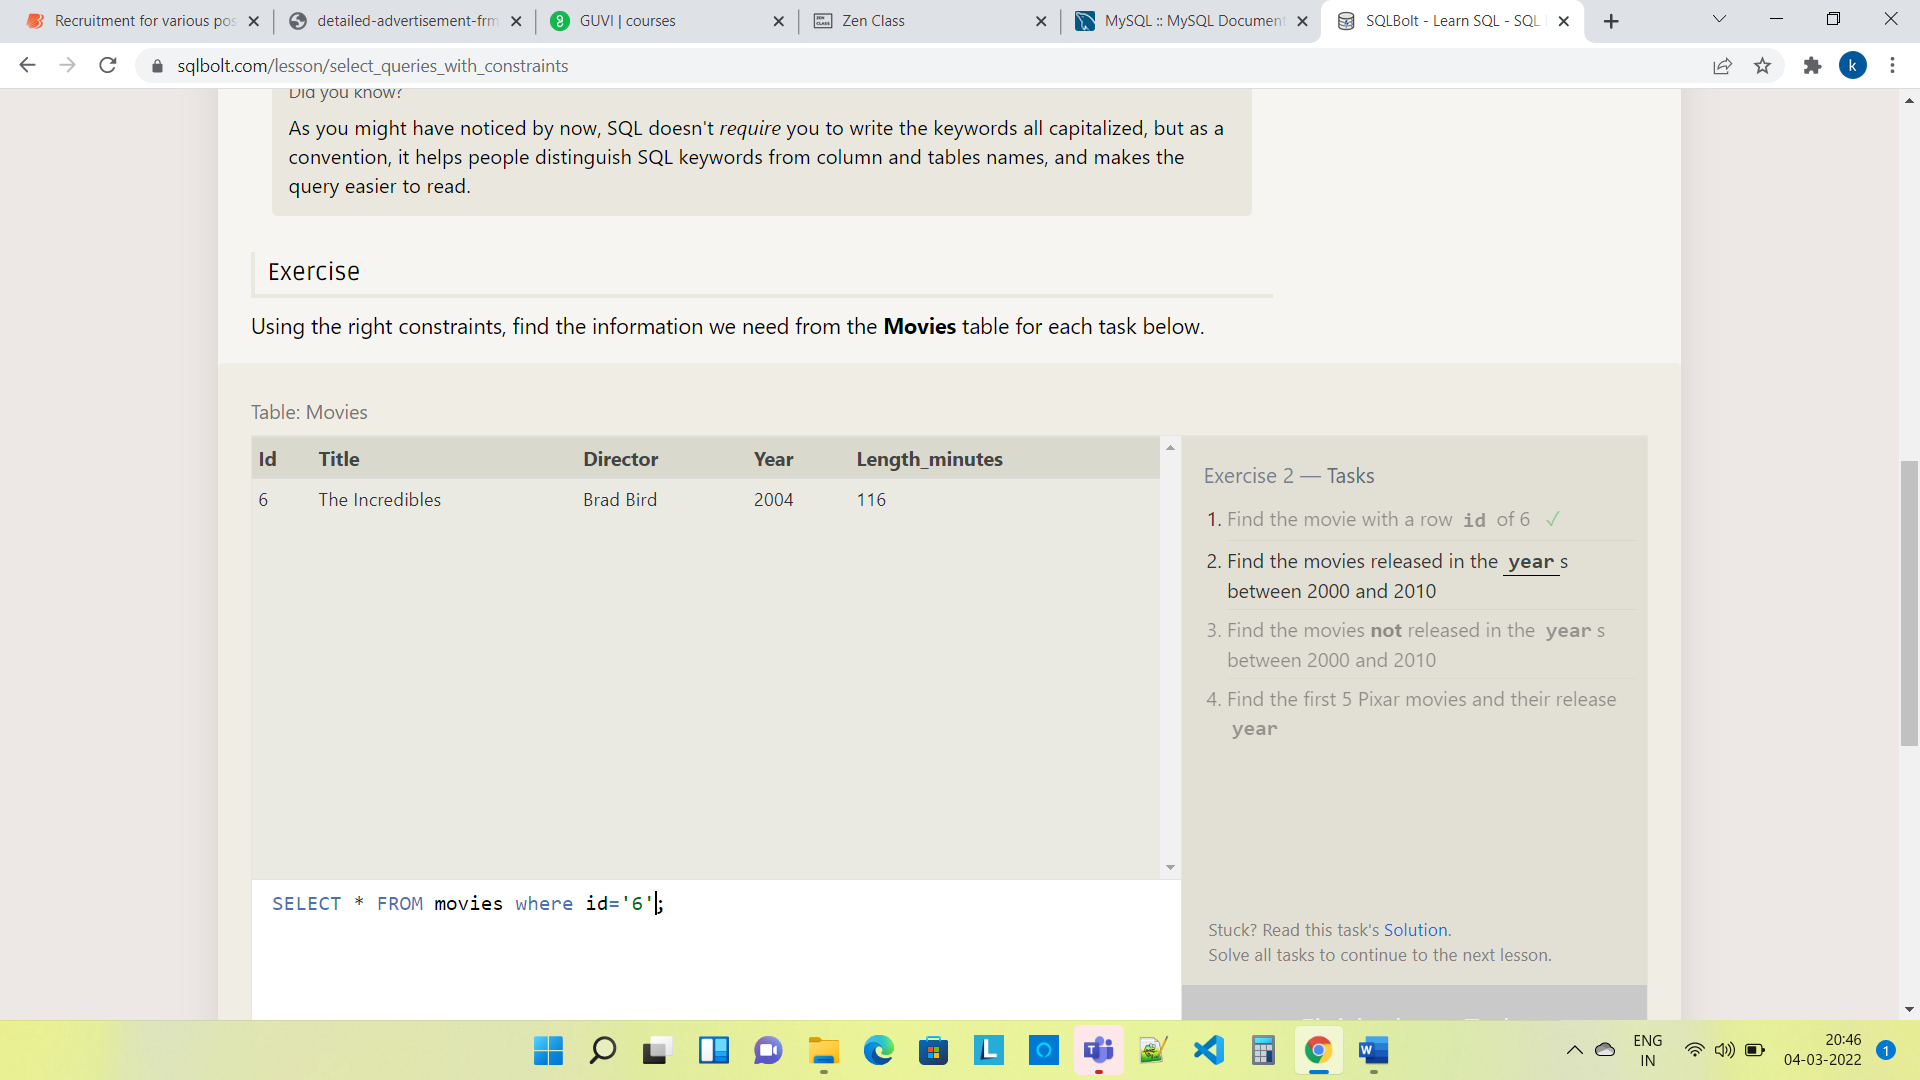 Recruitment for various pos
detailed-advertisement-frm
GUVI | courses
Zen Class
MySQL :: MySQL Document
SQLBolt - Learn SQL - SQL
sqlbolt.com/lesson/select_queries_with_constraints
k
Did you know?
As you might have noticed by now, SQL doesn't require you to write the keywords all capitalized, but as a
convention, it helps people distinguish SQL keywords from column and tables names, and makes the
query easier to read.
Exercise
Using the right constraints, find the information we need from the Movies table for each task below.
Table: Movies
Id Title Director Year Length_minutes
6 The Incredibles Brad Bird 2004 116
Exercise 2 — Tasks
1. Find the movie with a row id of 6 ✓
2. Find the movies released in the year s
between 2000 and 2010
3. Find the movies not released in the year s
between 2000 and 2010
4. Find the first 5 Pixar movies and their release
year
SELECT * FROM movies where id='6';
Stuck? Read this task's Solution.
Solve all tasks to continue to the next lesson.
ENG
IN
20:46
04-03-2022
1